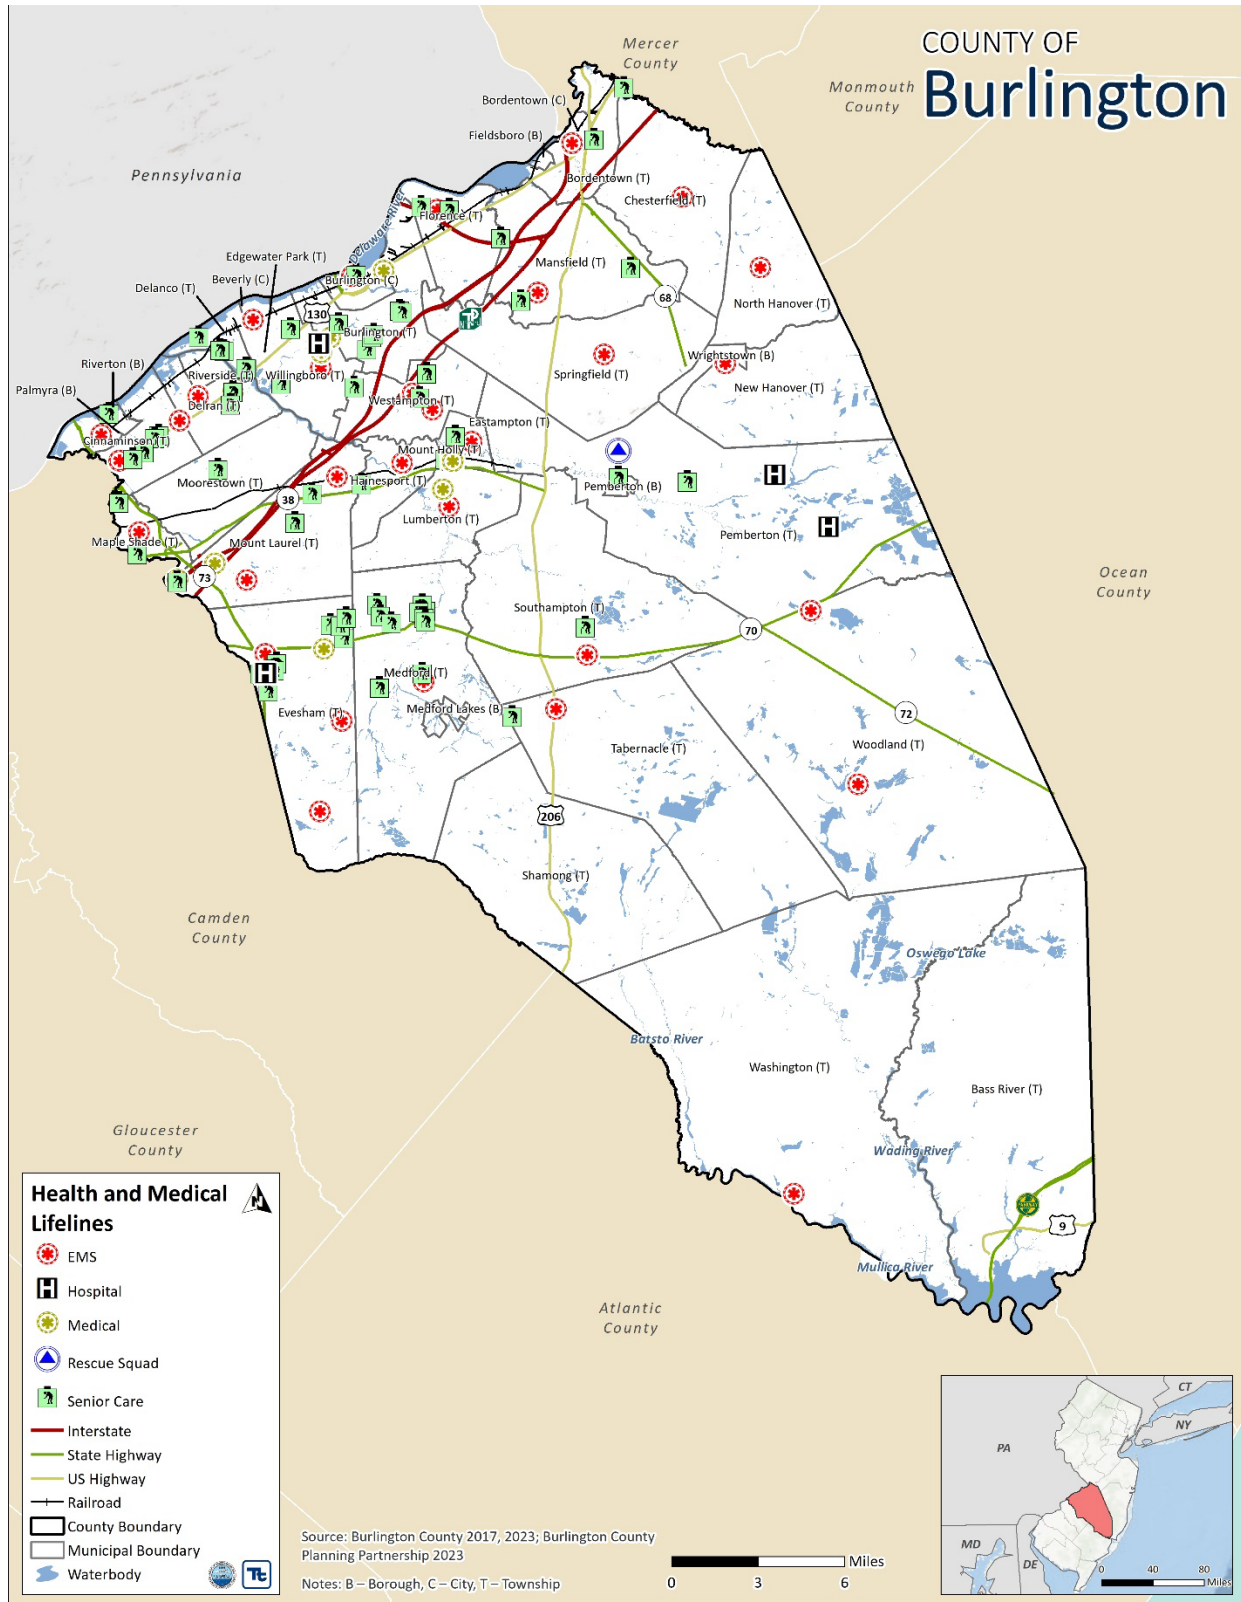 COUNTY OF
Burlington
Mercer
County
Monmouth
County
Pennsylvania
Bordentown (C)
Fieldsboro (B)
Bordentown (T)
Chesterfield (T)
Florence (T)
Delaware River
Edgewater Park (T)
Beverly (C)
Delanco (T)
Burlington (C)
Mansfield (T)
North Hanover (T)
68
130
Burlington (T)
Riverton (B)
Palmyra (B)
Riverside (T)
Willingboro (T)
Springfield (T)
Wrightstown (B)
New Hanover (T)
Delran (T)
Westampton (T)
Eastampton (T)
Cinnaminson (T)
Mount Holly (T)
Moorestown (T)
Hainesport (T)
Pemberton (B)
38
Lumberton (T)
Pemberton (T)
Maple Shade (T)
Mount Laurel (T)
73
Ocean
County
Southampton (T)
70
Medford (T)
Evesham (T)
Medford Lakes (B)
72
Tabernacle (T)
Woodland (T)
206
Shamong (T)
Camden
County
Oswego Lake
Batsto River
Washington (T)
Bass River (T)
Gloucester
County
Wading River
9
Mullica River
Atlantic
County
Health and Medical
Lifelines
N
EMS
H Hospital
Medical
Rescue Squad
Senior Care
Interstate
State Highway
US Highway
Railroad
County Boundary
Municipal Boundary
Waterbody
Tt
Source: Burlington County 2017, 2023; Burlington County
Planning Partnership 2023
Notes: B – Borough, C – City, T – Township
Miles
0 3 6
CT
NY
PA
MD
DE
0 40 80
Miles